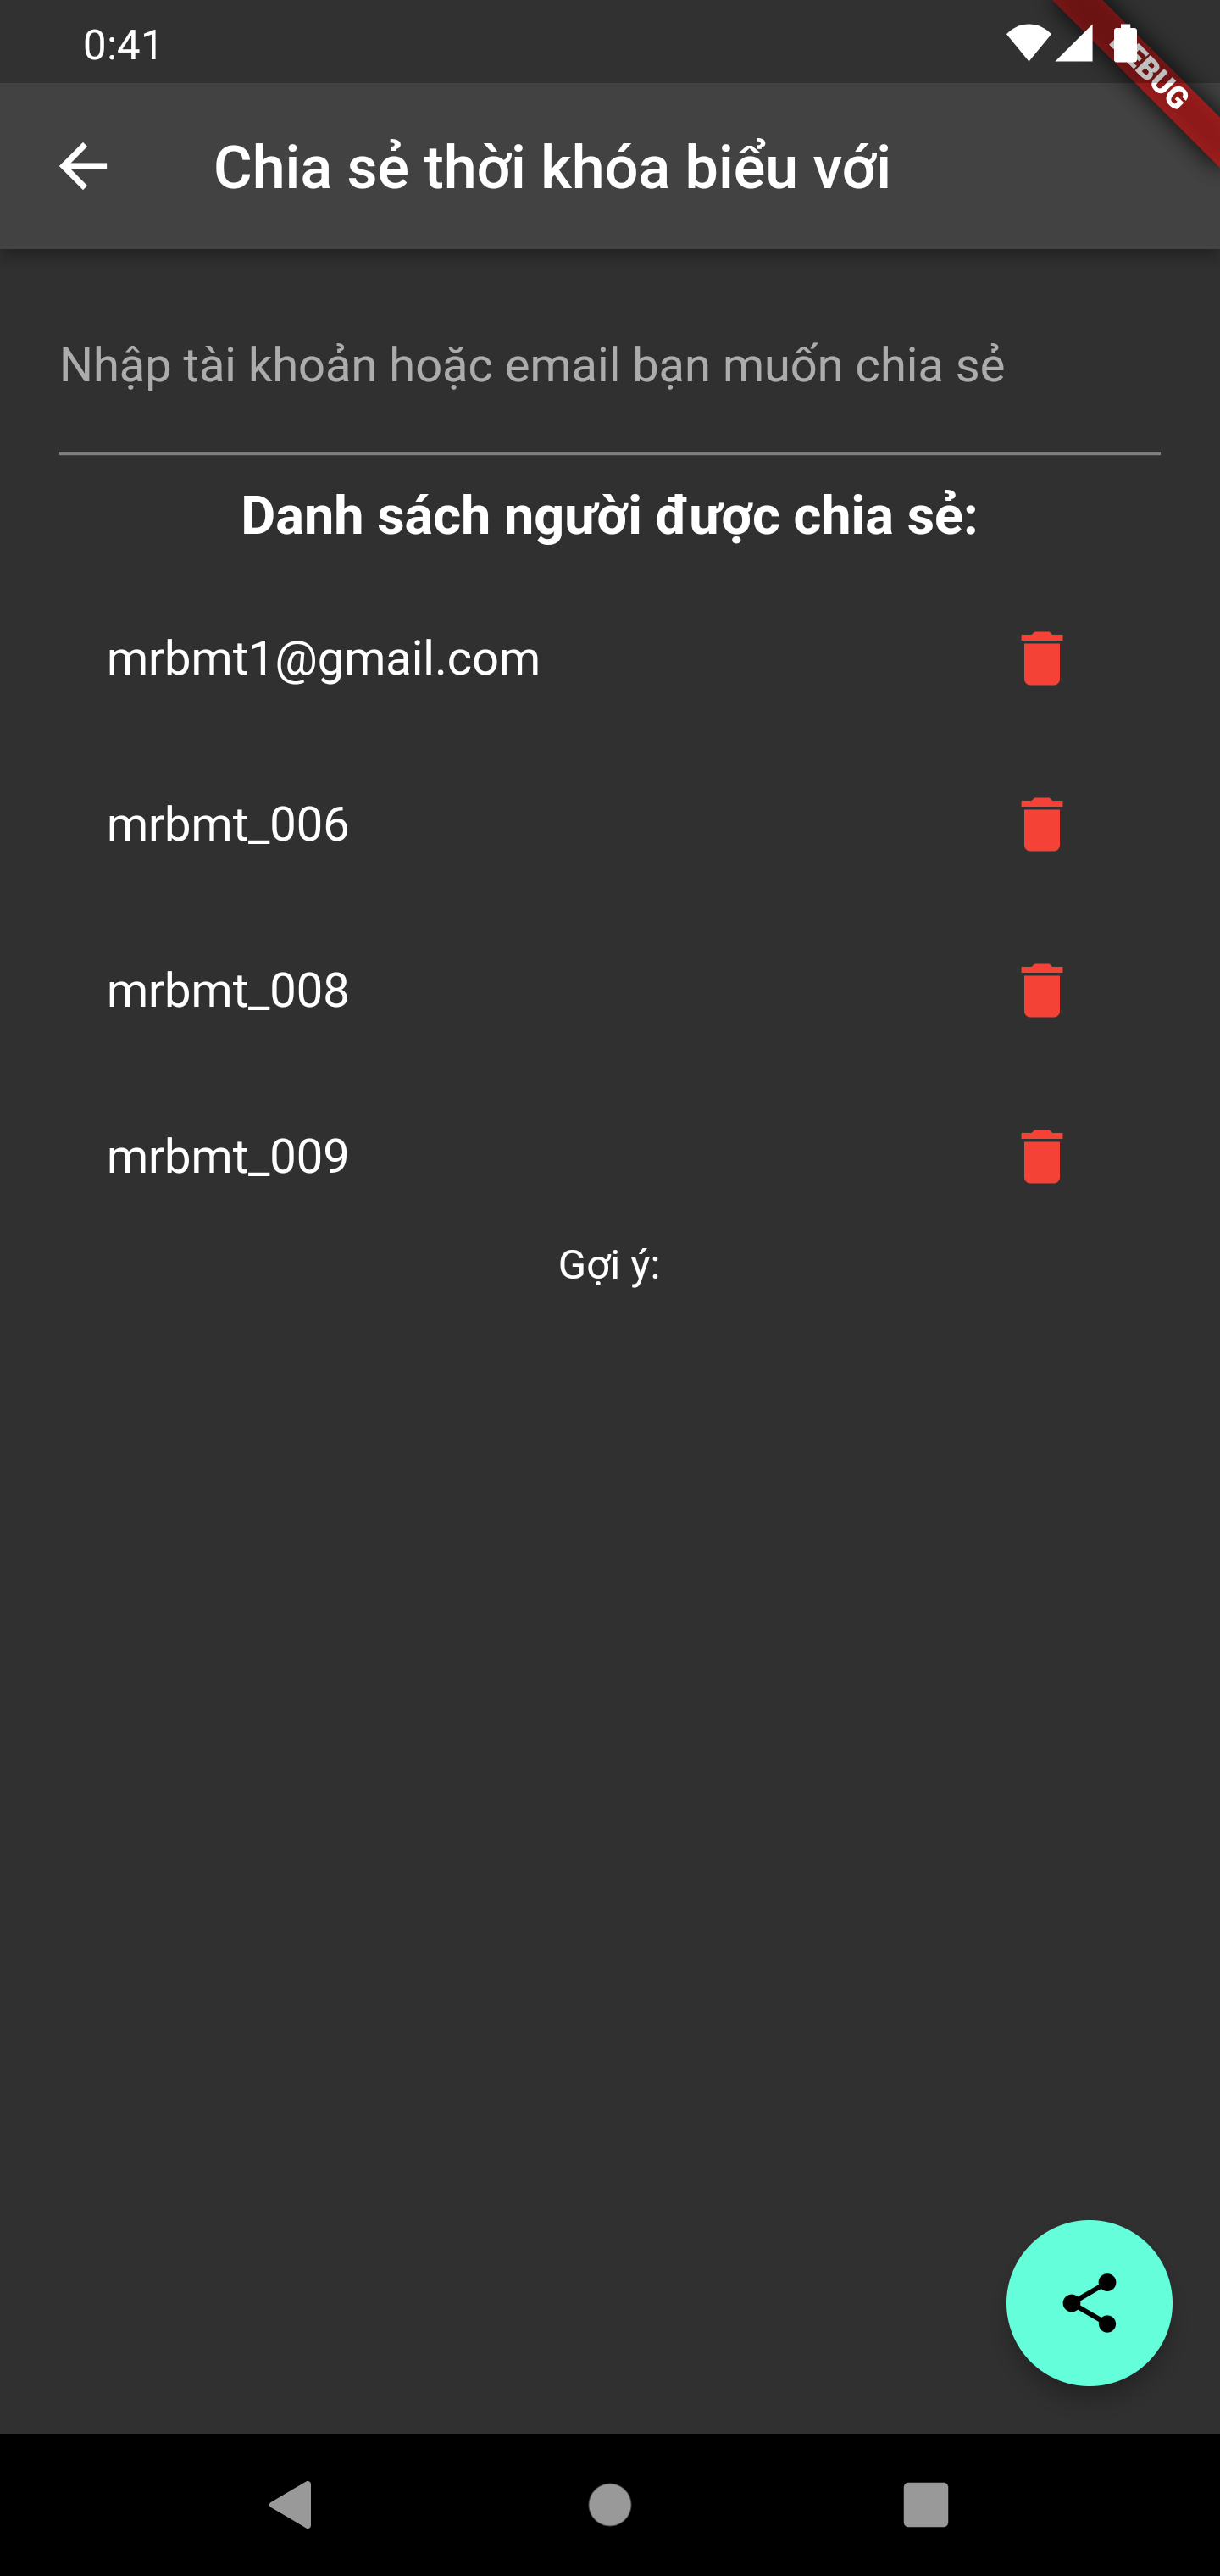 0:41
DEBUG
Chia sẻ thời khóa biểu với
Nhập tài khoản hoặc email bạn muốn chia sẻ
Danh sách người được chia sẻ:
mrbmt1@gmail.com
mrbmt_006
mrbmt_008
mrbmt_009
Gợi ý: